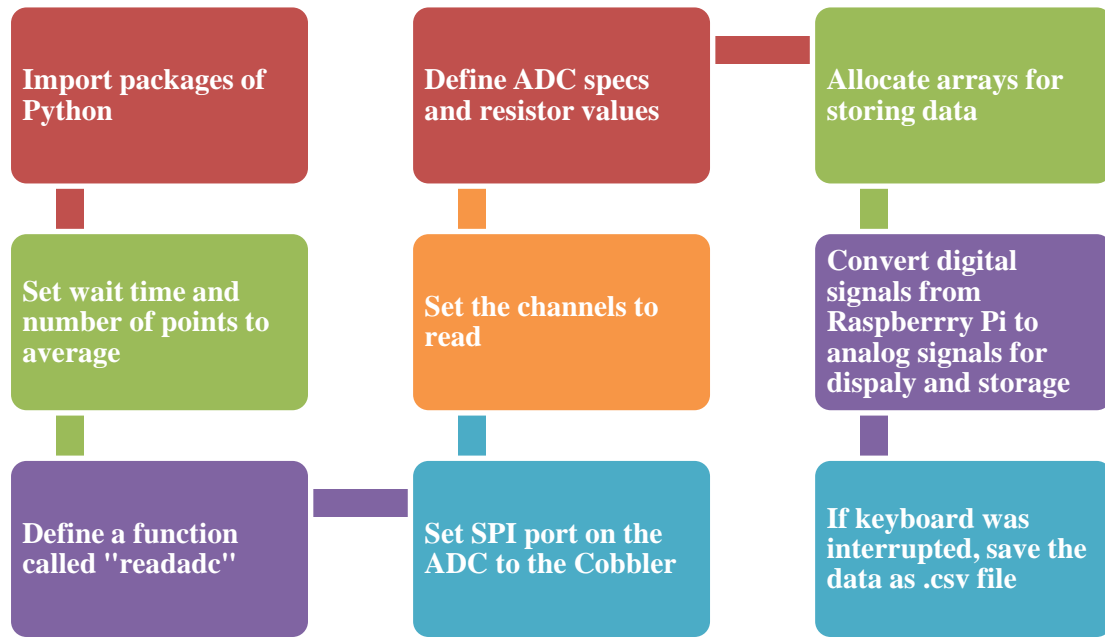 Import packages of
Python
Set wait time and
number of points to
average
Define a function
called "readadc"
Set SPI port on the
ADC to the Cobbler
Set the channels to
read
Define ADC specs
and resistor values
Allocate arrays for
storing data
Convert digital
signals from
Raspberrry Pi to
analog signals for
dispaly and storage
If keyboard was
interrupted, save the
data as .csv file